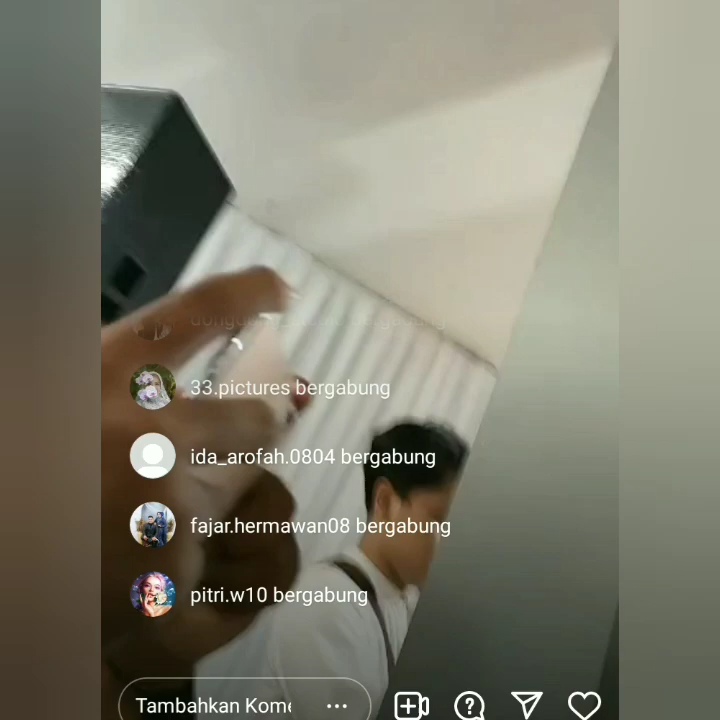 33.pictures bergabung
ida_arofah.0804 bergabung
fajar.hermawan08 bergabung
pitri.w10 bergabung
Tambahkan Kome